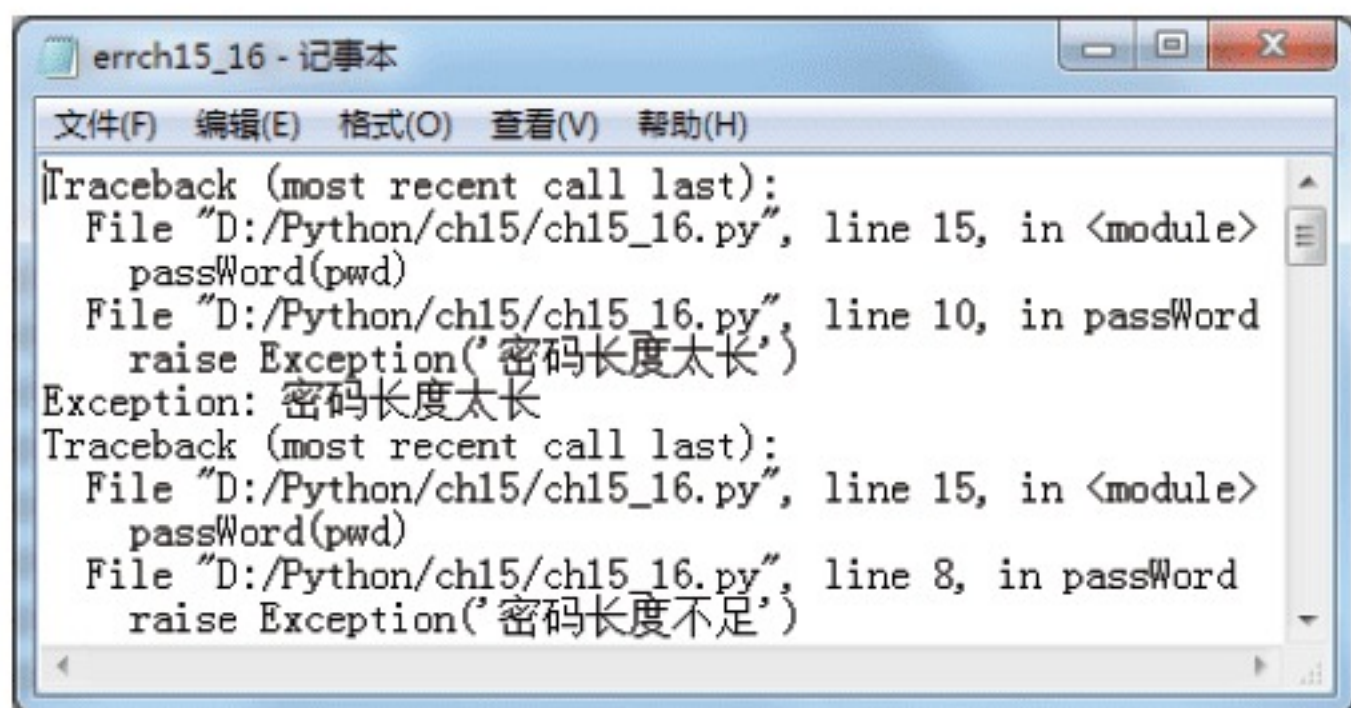 errch15_16 - 记事本
文件(F) 编辑(E) 格式(O) 查看(V) 帮助(H)
Traceback (most recent call last):
  File "D:/Python/ch15/ch15_16.py", line 15, in <module>
    passWord(pwd)
  File "D:/Python/ch15/ch15_16.py", line 10, in passWord
    raise Exception('密码长度太长')
Exception: 密码长度太长
Traceback (most recent call last):
  File "D:/Python/ch15/ch15_16.py", line 15, in <module>
    passWord(pwd)
  File "D:/Python/ch15/ch15_16.py", line 8, in passWord
    raise Exception('密码长度不足')